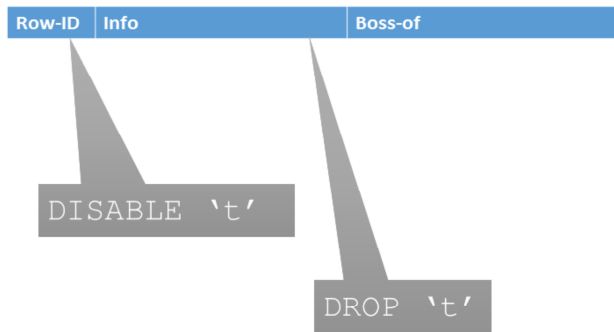 Row-ID Info Boss-of
DISABLE ‘t’
DROP ‘t’